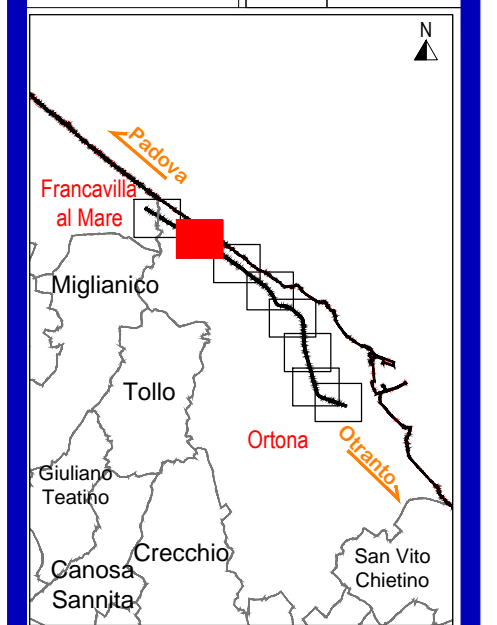 N
Padova
Francavilla
al Mare
Miglianico
Tollo
Ortona
Otranto
Giuliano
Teatino
Crecchio
San Vito
Chietino
Canosa
Sannita